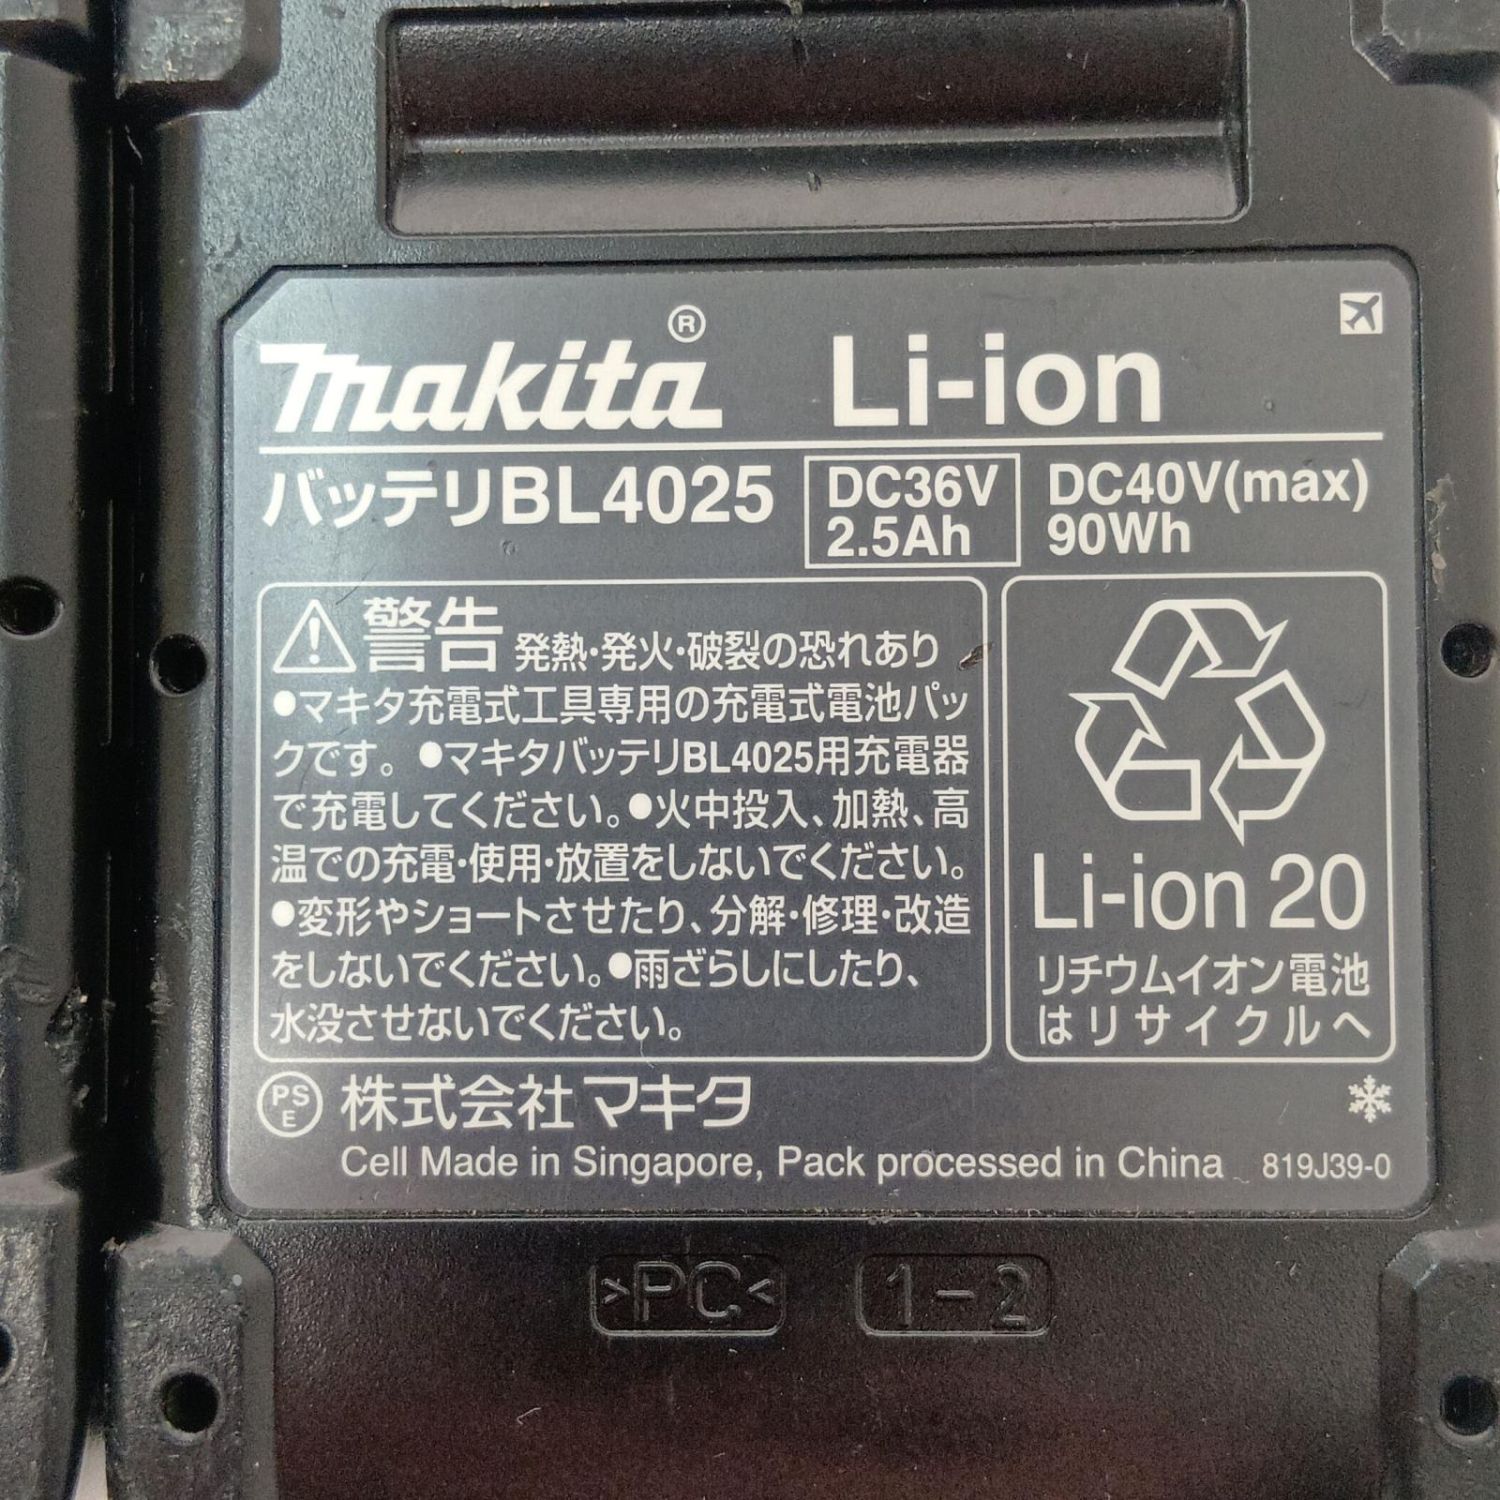 makita® Li-ion
バッテリBL4025 DC36V DC40V(max)
2.5Ah 90Wh
警告 発熱・発火・破裂の恐れあり
●マキタ充電式工具専用の充電式電池パッ
クです。●マキタバッテリBL4025用充電器
で充電してください。●火中投入、加熱、高
温での充電・使用・放置をしないでください。
●変形やショートさせたり、分解・修理・改造
をしないでください。●雨ざらしにしたり、
水没させないでください。
Li-ion 20
リチウムイオン電池
はリサイクルへ
PS
E
株式会社マキタ
Cell Made in Singapore, Pack processed in China 819J39-0
>PC< 1-2